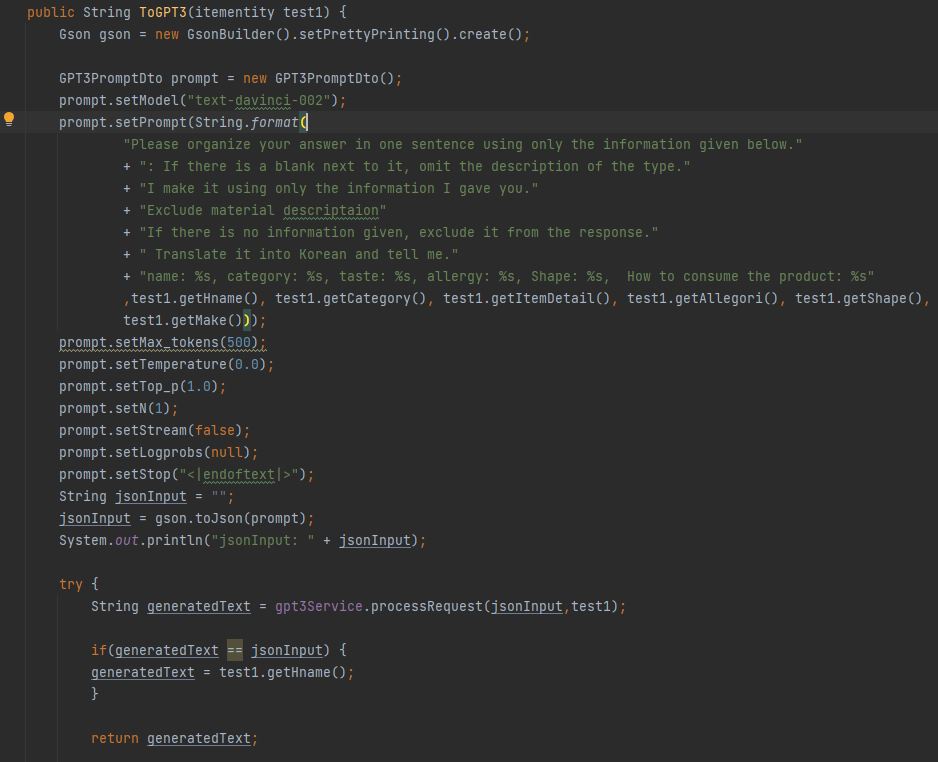 public String ToGPT3(itementity test1) {
Gson gson = new GsonBuilder().setPrettyPrinting().create();
GPT3PromptDto prompt = new GPT3PromptDto();
prompt.setModel("text-davinci-002");
prompt.setPrompt(String.format(
"Please organize your answer in one sentence using only the information given below."
+ ": If there is a blank next to it, omit the description of the type."
+ "I make it using only the information I gave you."
+ "Exclude material descriptaion"
+ "If there is no information given, exclude it from the response."
+ " Translate it into Korean and tell me."
+ "name: %s, category: %s, taste: %s, allergy: %s, Shape: %s,  How to consume the product: %s"
,test1.getHname(), test1.getCategory(), test1.getItemDetail(), test1.getAllegori(), test1.getShape(),
test1.getMake()));
prompt.setMax_tokens(500);
prompt.setTemperature(0.0);
prompt.setTop_p(1.0);
prompt.setN(1);
prompt.setStream(false);
prompt.setLogprobs(null);
prompt.setStop("<|endoftext|>");
String jsonInput = "";
jsonInput = gson.toJson(prompt);
System.out.println("jsonInput: " + jsonInput);
try {
String generatedText = gpt3Service.processRequest(jsonInput,test1);
if(generatedText == jsonInput) {
generatedText = test1.getHname();
}
return generatedText;